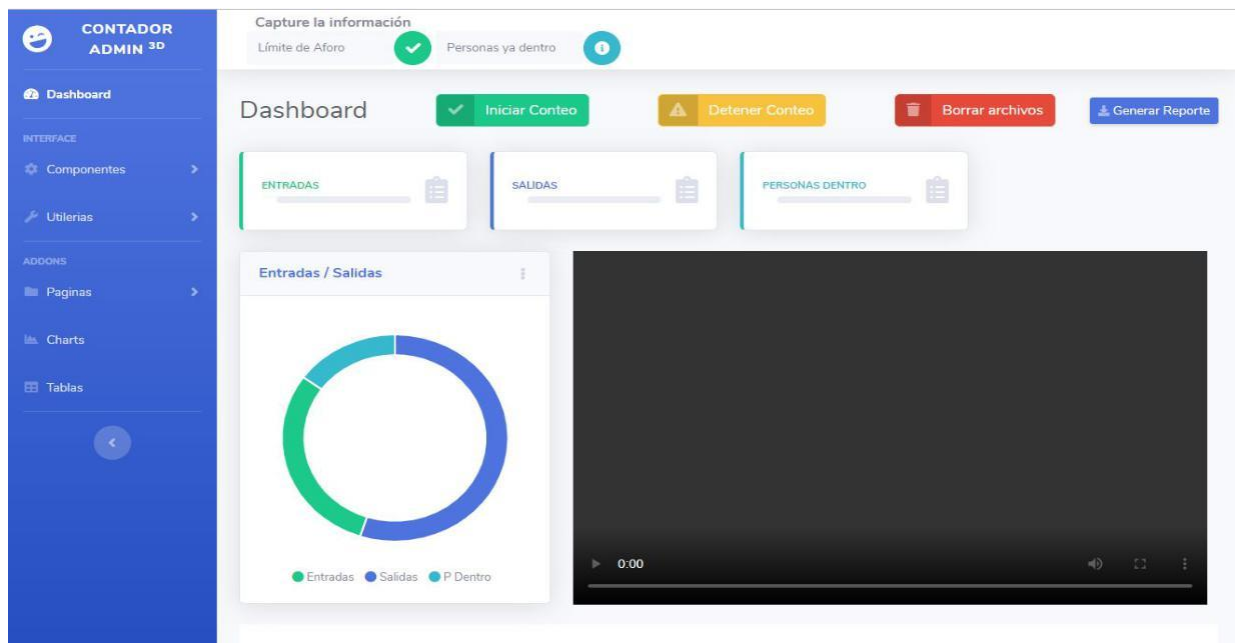 CONTADOR
ADMIN 3D
Dashboard
INTERFACE
Componentes
Utilerias
ADDONS
Paginas
Charts
Tablas
Capture la información
Límite de Aforo
Personas ya dentro
Dashboard
Iniciar Conteo
Detener Conteo
Borrar archivos
Generar Reporte
ENTRADAS
SALIDAS
PERSONAS DENTRO
Entradas / Salidas
Entradas Salidas P Dentro
0:00